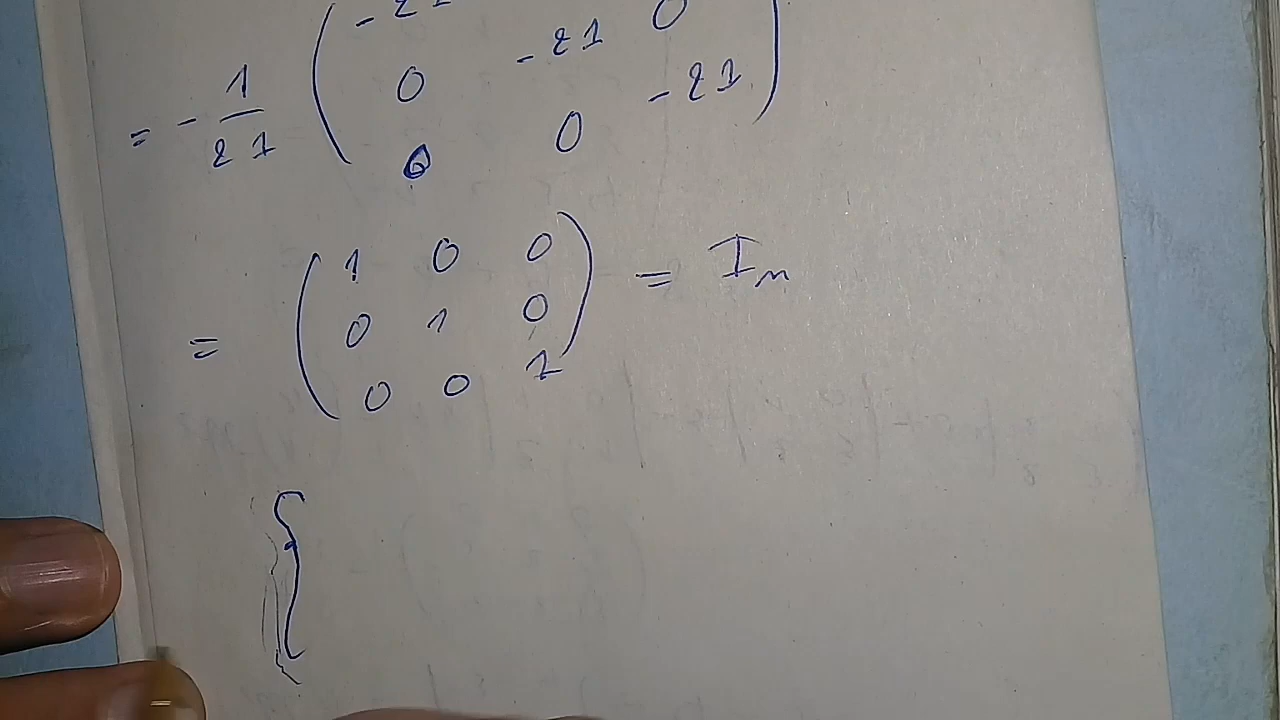 = - 1/21 ( -21 0
0 -21 0
0 0 -21 )
= ( 1 0 0
0 1 0
0 0 1 ) = In
{